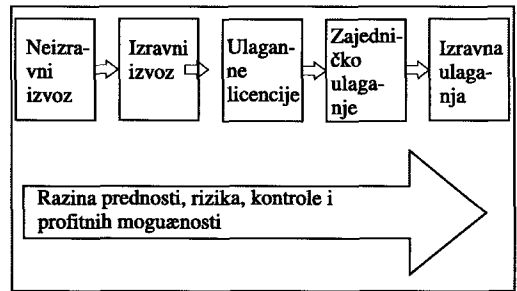 Neizra-
vni
izvoz
Izravni
izvoz
Ulagan-
ne
licencije
Zajedni-
čko
ulaga-
nje
Izravna
ulaga-
nja
Razina prednosti, rizika, kontrole i
profitnih moguænosti